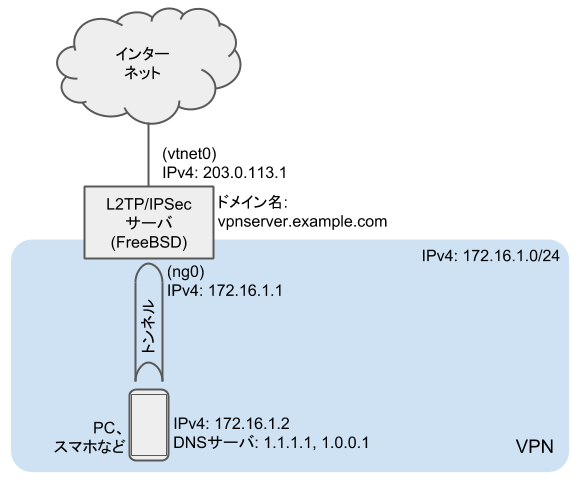 インター
ネット
(vtnet0)
IPv4: 203.0.113.1
L2TP/IPSec
サーバ
(FreeBSD)
ドメイン名:
vpnserver.example.com
IPv4: 172.16.1.0/24
(ng0)
IPv4: 172.16.1.1
トンネル
PC、
スマホなど
IPv4: 172.16.1.2
DNSサーバ: 1.1.1.1, 1.0.0.1
VPN